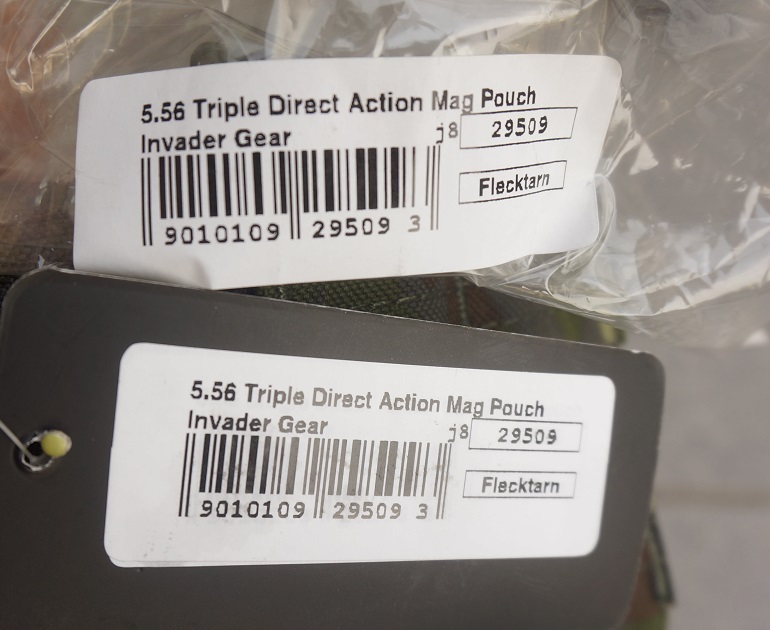 5.56 Triple Direct Action Mag Pouch
Invader Gear j8 29509
Flecktarn
9010109 29509 3
5.56 Triple Direct Action Mag Pouch
Invader Gear j8 29509
Flecktarn
9010109 29509 3